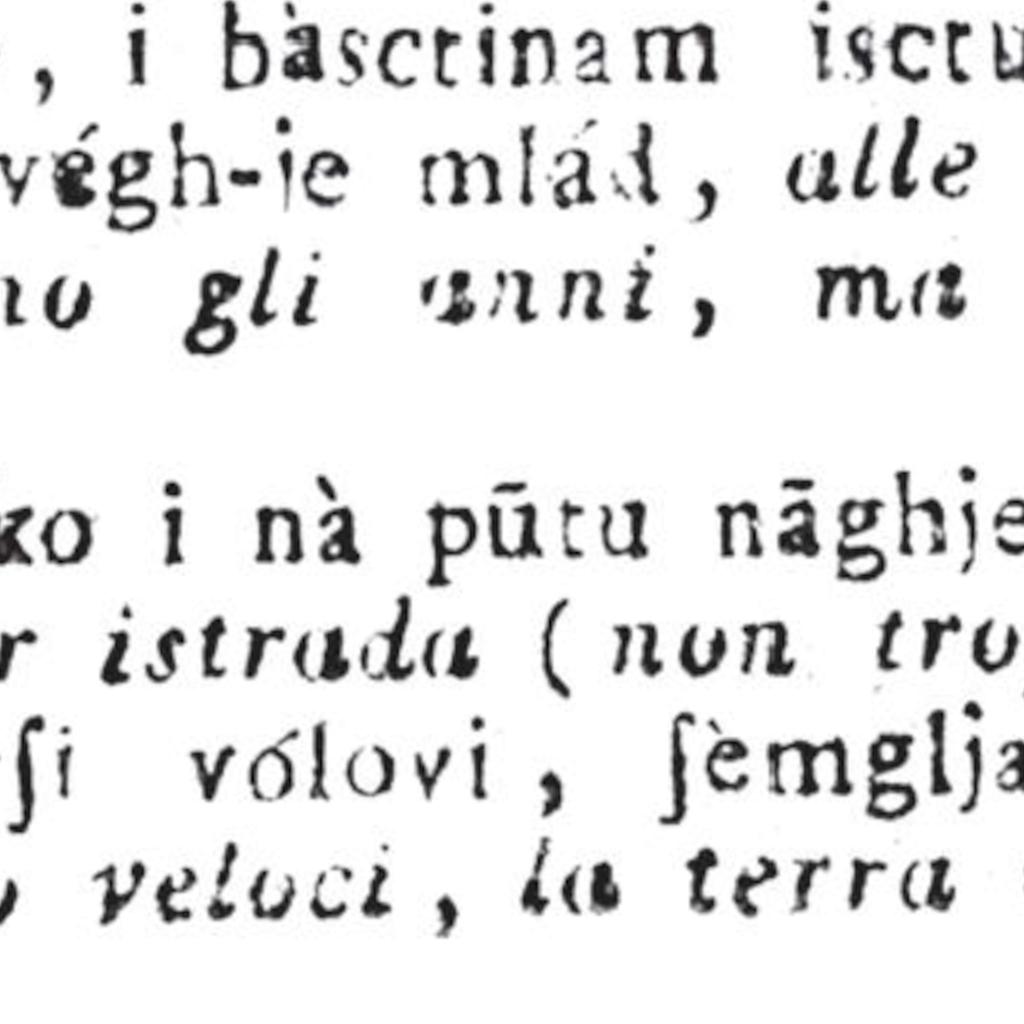 , i bàsctinam isctu
végh-je mlád, alle
no gli anni, ma
ko i nà pūtu nāghje
r istrada (non tro
ſi vólovi, ſèmglja
veloci, la terra